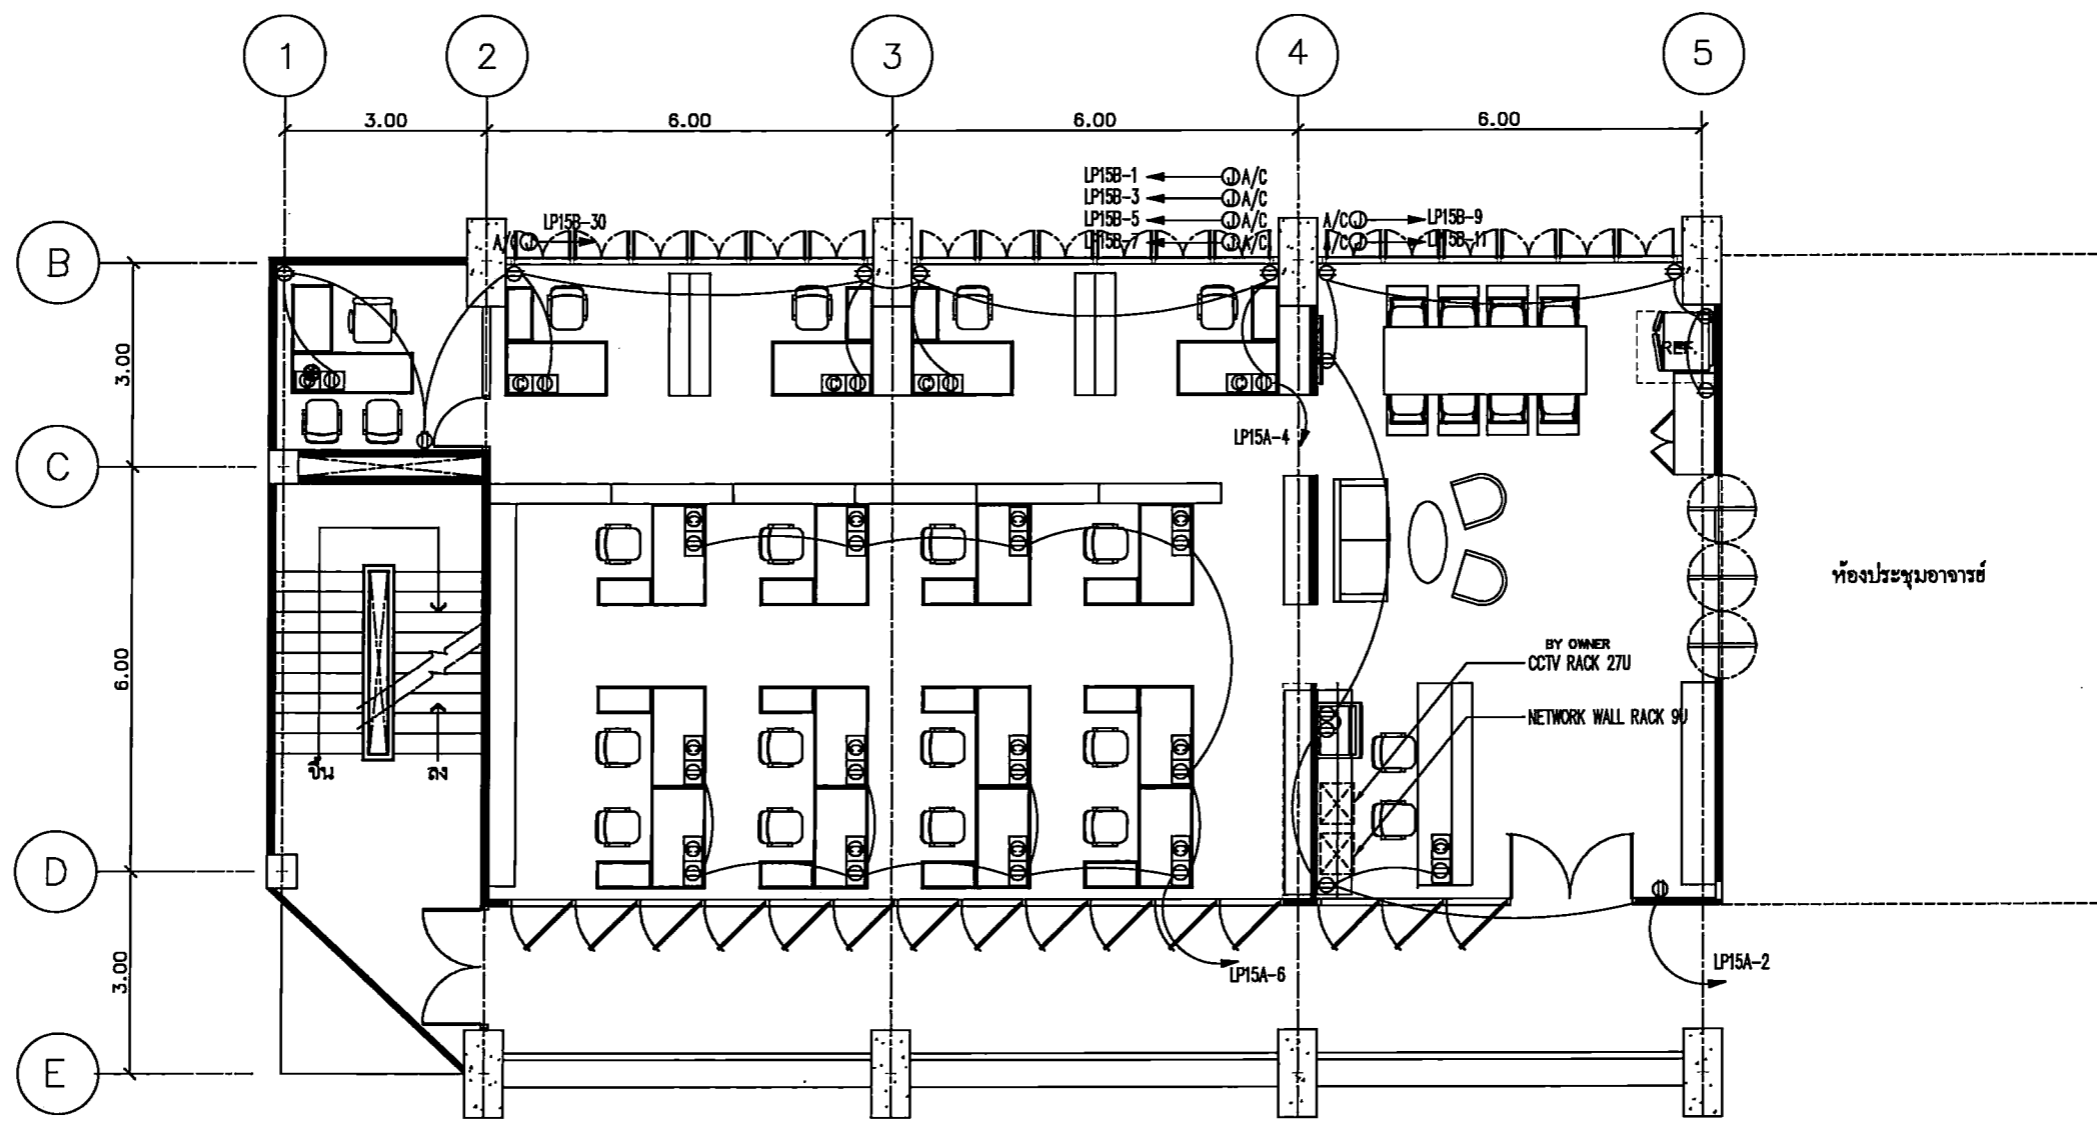 1 2 3 4 5
3.00 6.00 6.00 6.00
LP15B-1 A/C
LP15B-3 A/C
LP15B-30 LP15B-5 A/C A/C LP15B-9
A/C LP15B-7 A/C A/C LP15B-11
B
3.00
REF.
LP15A-4
C
ห้องประชุมอาจารย์
BY OWNER
6.00 CCTV RACK 27U
NETWORK WALL RACK 9U
ขึ้น ลง
D
3.00 LP15A-6 LP15A-2
E